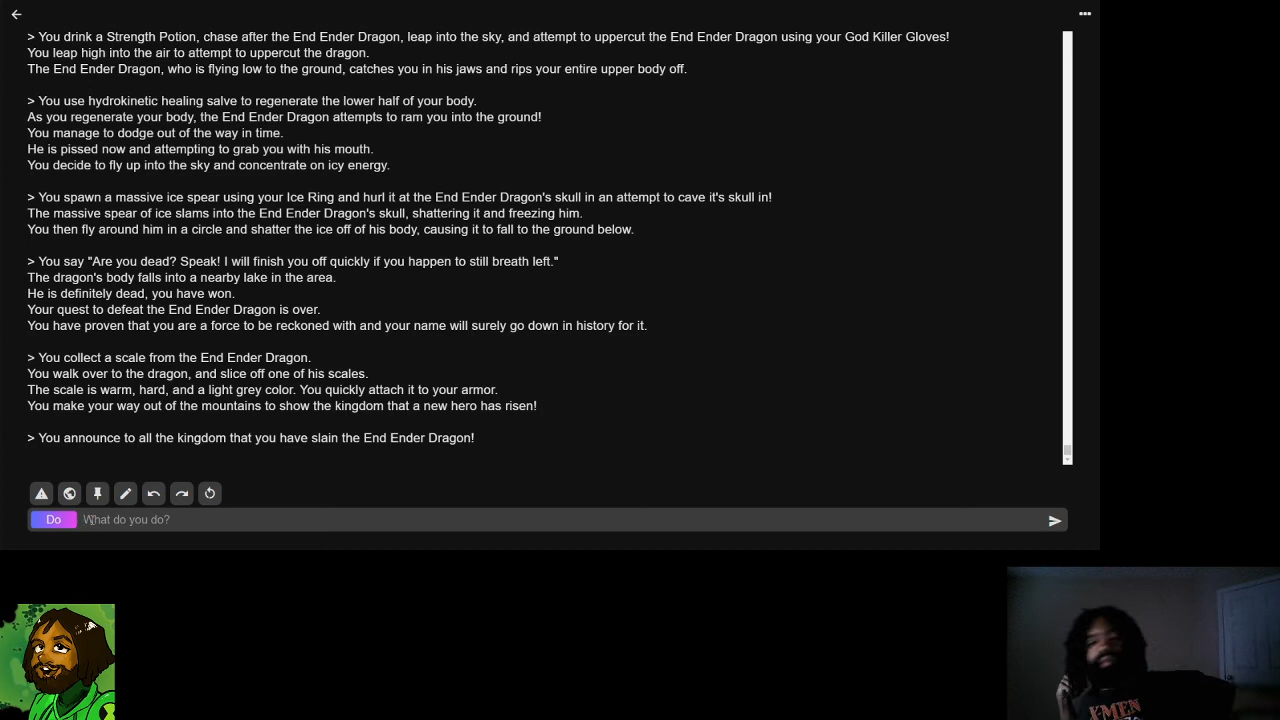 > You drink a Strength Potion, chase after the End Ender Dragon, leap into the sky, and attempt to uppercut the End Ender Dragon using your God Killer Gloves!
You leap high into the air to attempt to uppercut the dragon.
The End Ender Dragon, who is flying low to the ground, catches you in his jaws and rips your entire upper body off.
> You use hydrokinetic healing salve to regenerate the lower half of your body.
As you regenerate your body, the End Ender Dragon attempts to ram you into the ground!
You manage to dodge out of the way in time.
He is pissed now and attempting to grab you with his mouth.
You decide to fly up into the sky and concentrate on icy energy.
> You spawn a massive ice spear using your Ice Ring and hurl it at the End Ender Dragon's skull in an attempt to cave it's skull in!
The massive spear of ice slams into the End Ender Dragon's skull, shattering it and freezing him.
You then fly around him in a circle and shatter the ice off of his body, causing it to fall to the ground below.
> You say "Are you dead? Speak! I will finish you off quickly if you happen to still breath left."
The dragon's body falls into a nearby lake in the area.
He is definitely dead, you have won.
Your quest to defeat the End Ender Dragon is over.
You have proven that you are a force to be reckoned with and your name will surely go down in history for it.
> You collect a scale from the End Ender Dragon.
You walk over to the dragon, and slice off one of his scales.
The scale is warm, hard, and a light grey color. You quickly attach it to your armor.
You make your way out of the mountains to show the kingdom that a new hero has risen!
> You announce to all the kingdom that you have slain the End Ender Dragon!
Do What do you do?
X-MEN